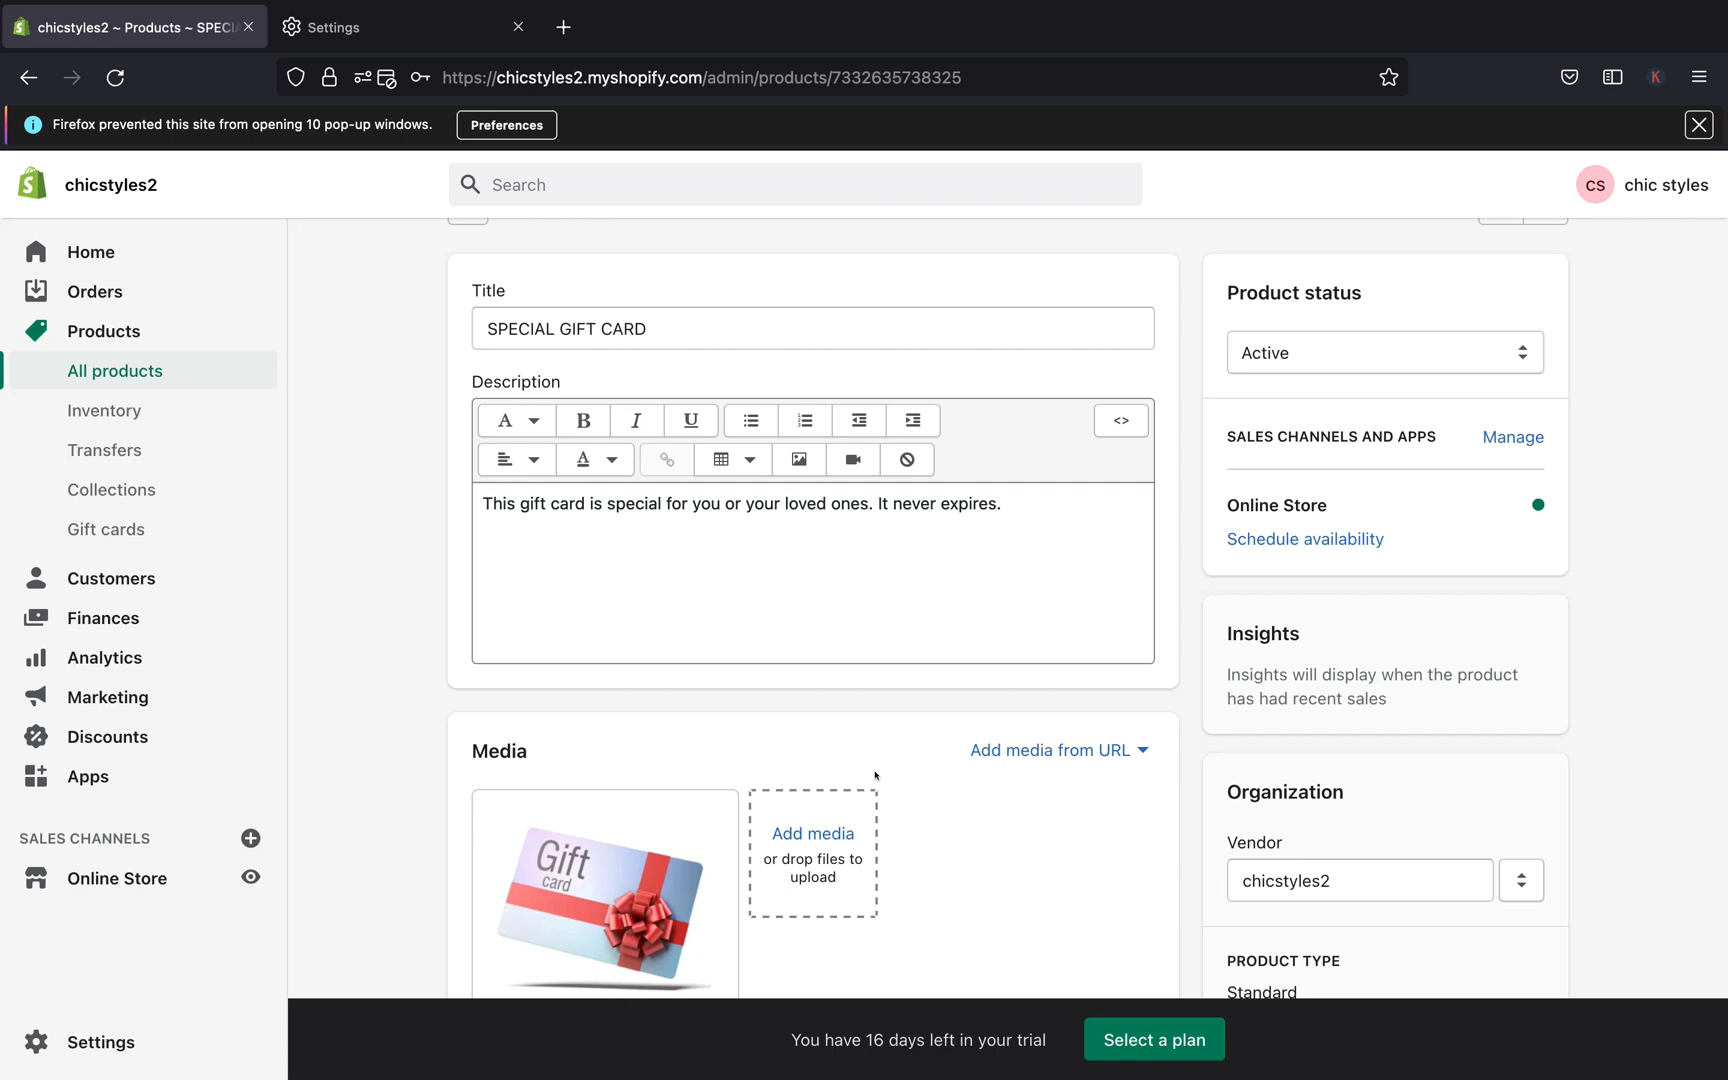 chicstyles2 ~ Products ~ SPECI
Settings
https://chicstyles2.myshopify.com/admin/products/7332635738325
K
Firefox prevented this site from opening 10 pop-up windows.
Preferences
chicstyles2
Search
CS
chic styles
Home
Orders
Products
All products
Inventory
Transfers
Collections
Gift cards
Customers
Finances
Analytics
Marketing
Discounts
Apps
SALES CHANNELS
Online Store
Settings
Title
SPECIAL GIFT CARD
Description
A B I U <>
A
This gift card is special for you or your loved ones. It never expires.
Media
Add media from URL
Gift
card
Add media
or drop files to
upload
Product status
Active
SALES CHANNELS AND APPS
Manage
Online Store
Schedule availability
Insights
Insights will display when the product
has had recent sales
Organization
Vendor
chicstyles2
PRODUCT TYPE
Standard
You have 16 days left in your trial
Select a plan